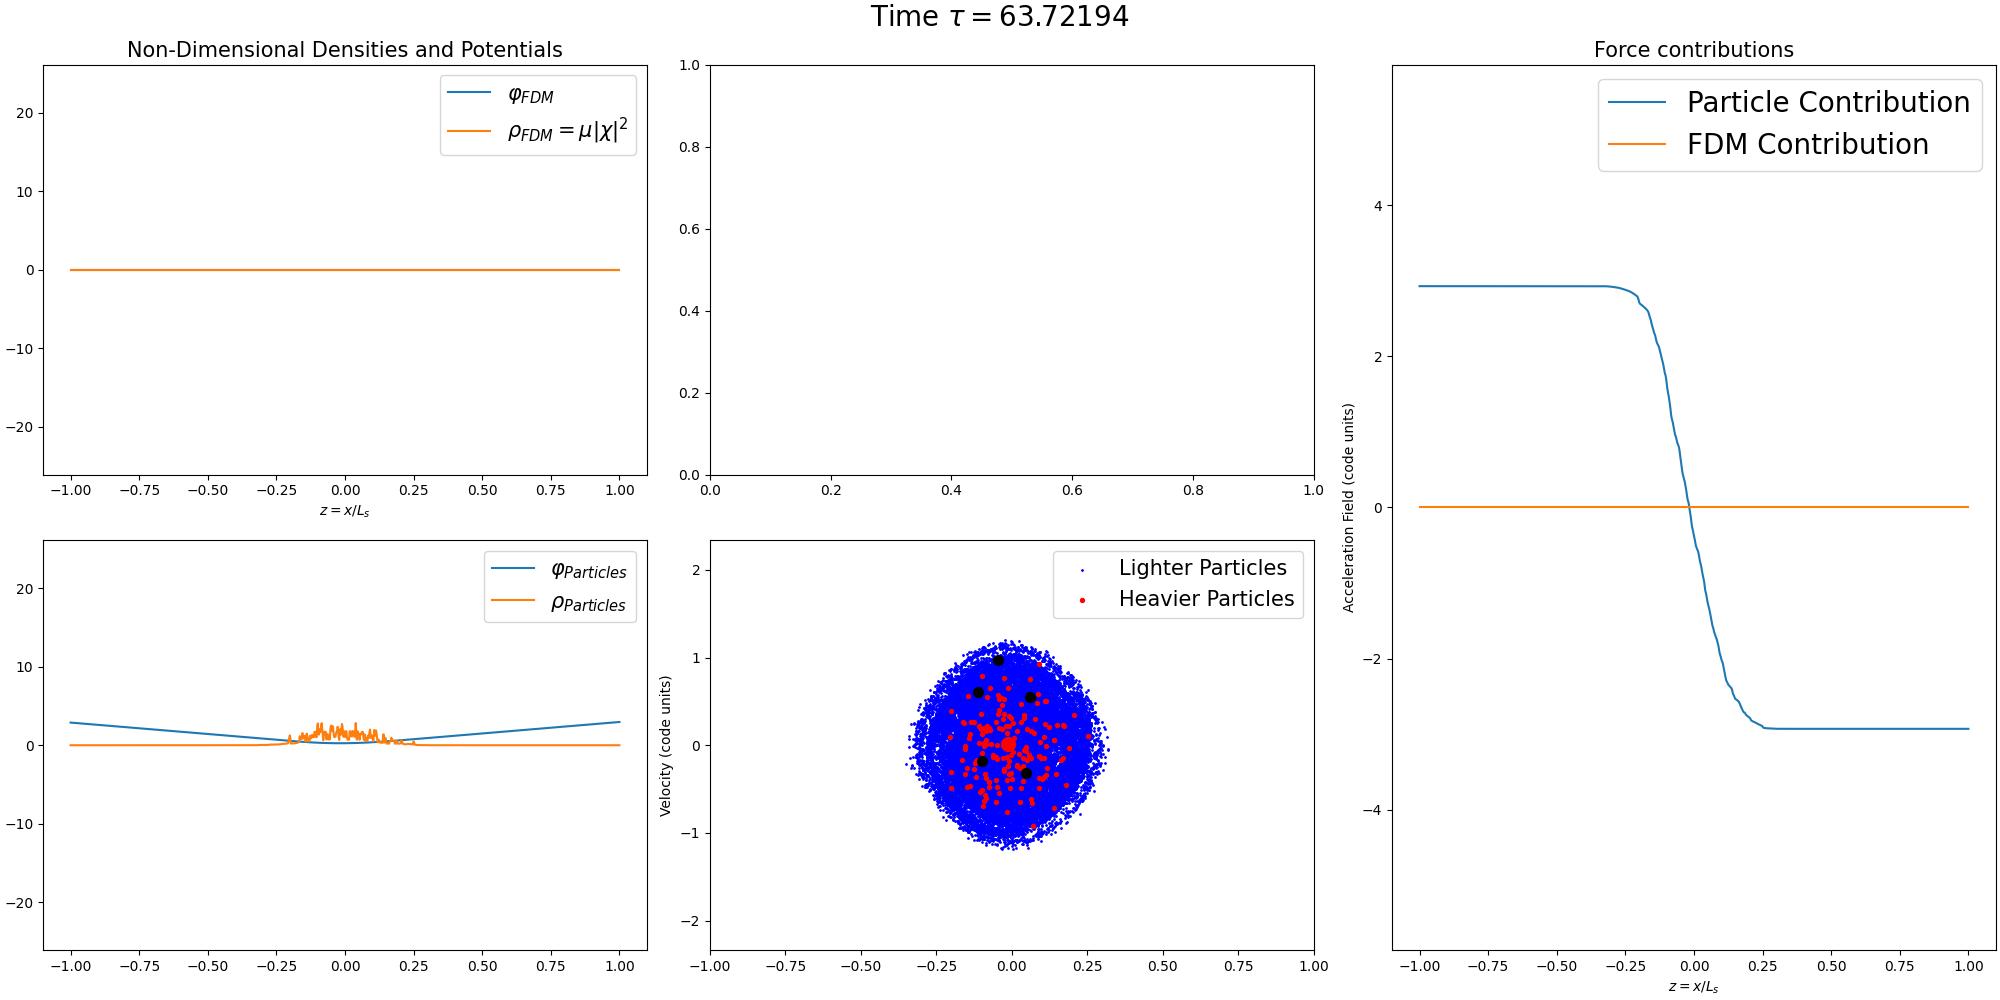 Time τ = 63.72194
Non-Dimensional Densities and Potentials
φ_FDM
ρ_FDM = μ|χ|²
20
10
0
−10
−20
−1.00 −0.75 −0.50 −0.25 0.00 0.25 0.50 0.75 1.00
z = x/L_s
1.0
0.8
0.6
0.4
0.2
0.0
0.0 0.2 0.4 0.6 0.8 1.0
Force contributions
Particle Contribution
FDM Contribution
Acceleration Field (code units)
4
2
0
−2
−4
−1.00 −0.75 −0.50 −0.25 0.00 0.25 0.50 0.75 1.00
z = x/L_s
φ_Particles
ρ_Particles
20
10
0
−10
−20
−1.00 −0.75 −0.50 −0.25 0.00 0.25 0.50 0.75 1.00
Lighter Particles
Heavier Particles
Velocity (code units)
2
1
0
−1
−2
−1.00 −0.75 −0.50 −0.25 0.00 0.25 0.50 0.75 1.00